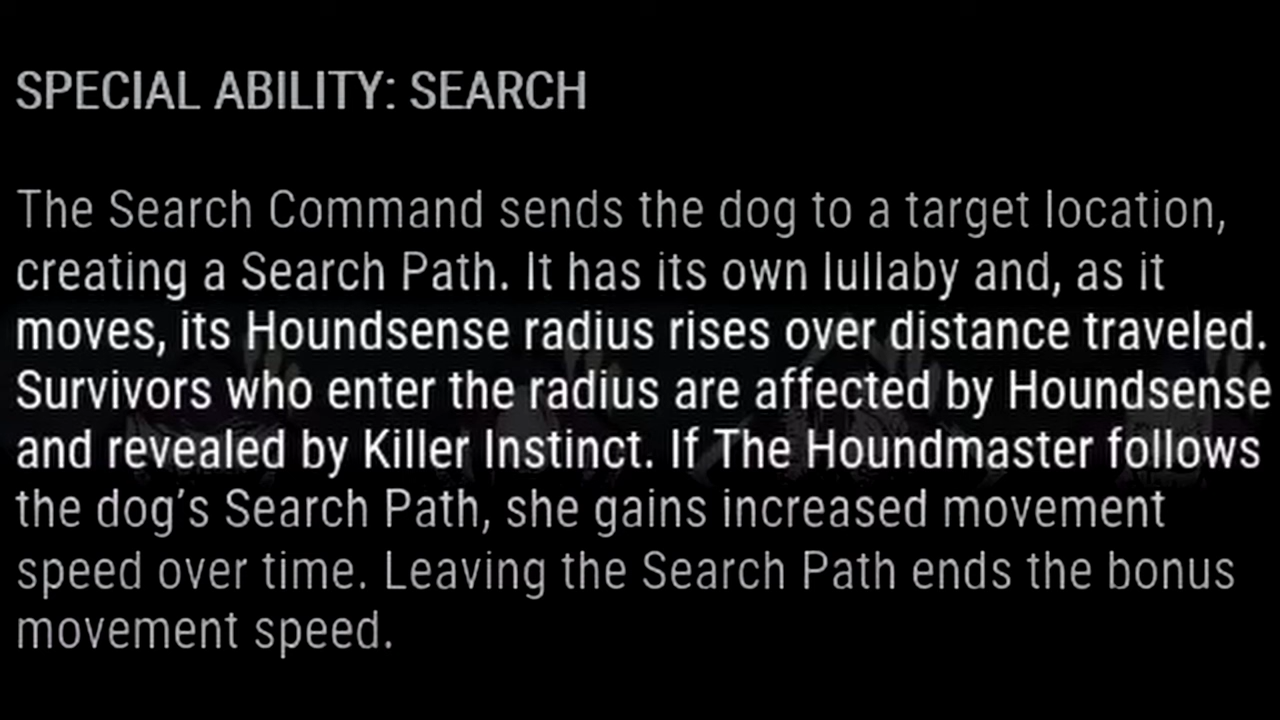 SPECIAL ABILITY: SEARCH
The Search Command sends the dog to a target location,
creating a Search Path. It has its own lullaby and, as it
moves, its Houndsense radius rises over distance traveled.
Survivors who enter the radius are affected by Houndsense
and revealed by Killer Instinct. If The Houndmaster follows
the dog’s Search Path, she gains increased movement
speed over time. Leaving the Search Path ends the bonus
movement speed.